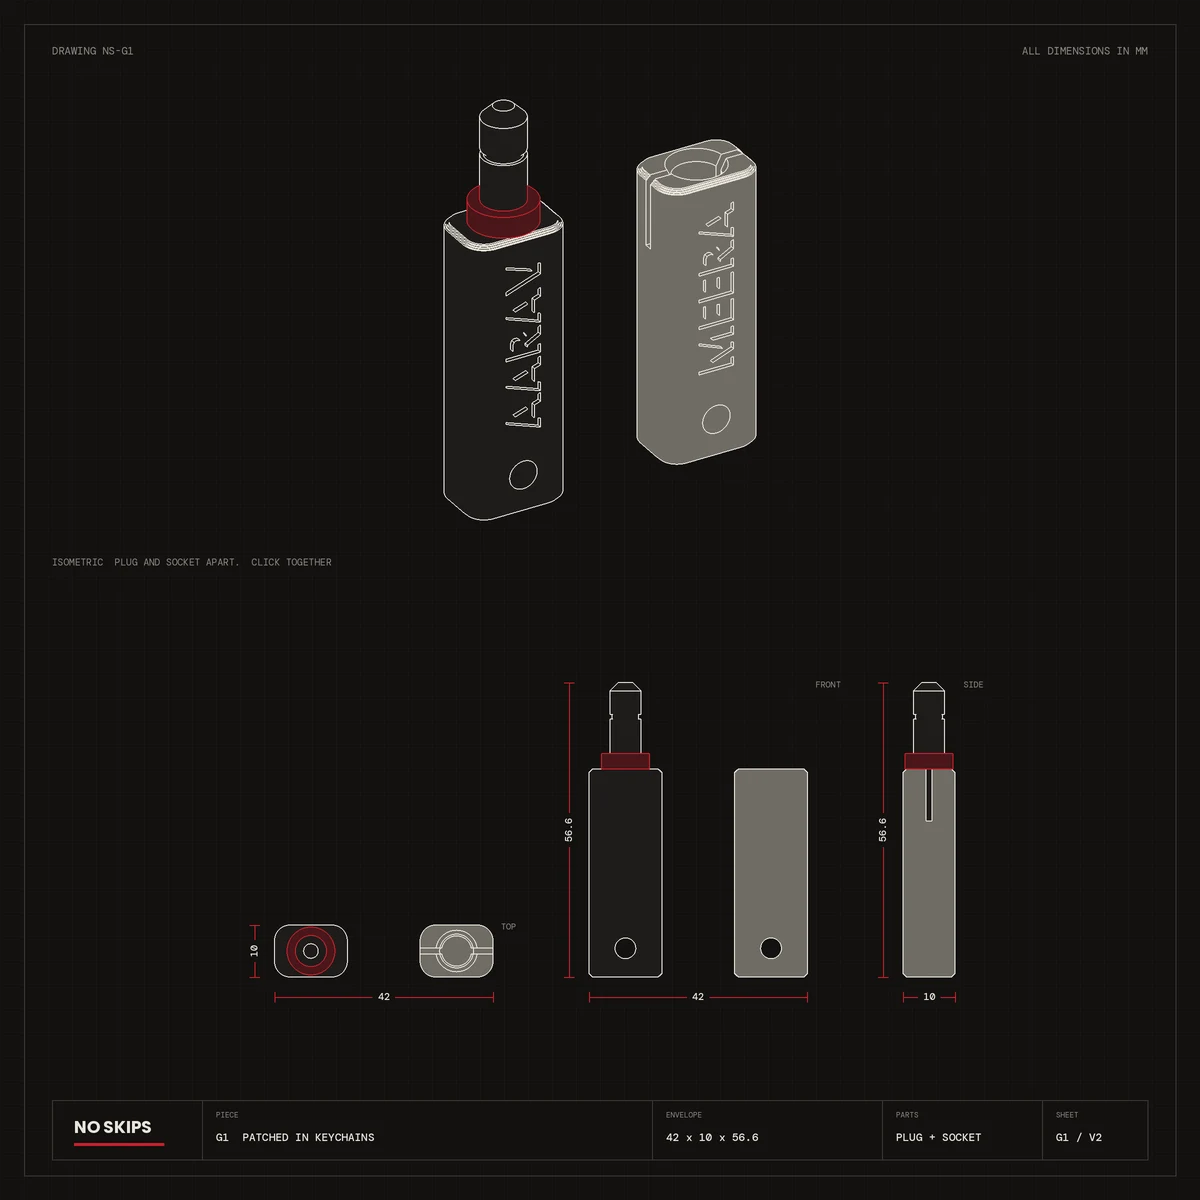 DRAWING NS-G1
ALL DIMENSIONS IN MM
AARAV
MEERA
ISOMETRIC PLUG AND SOCKET APART. CLICK TOGETHER
FRONT
SIDE
56.6
56.6
TOP
10
42
42
10
NO SKIPS
PIECE
G1 PATCHED IN KEYCHAINS
ENVELOPE
42 x 10 x 56.6
PARTS
PLUG + SOCKET
SHEET
G1 / V2